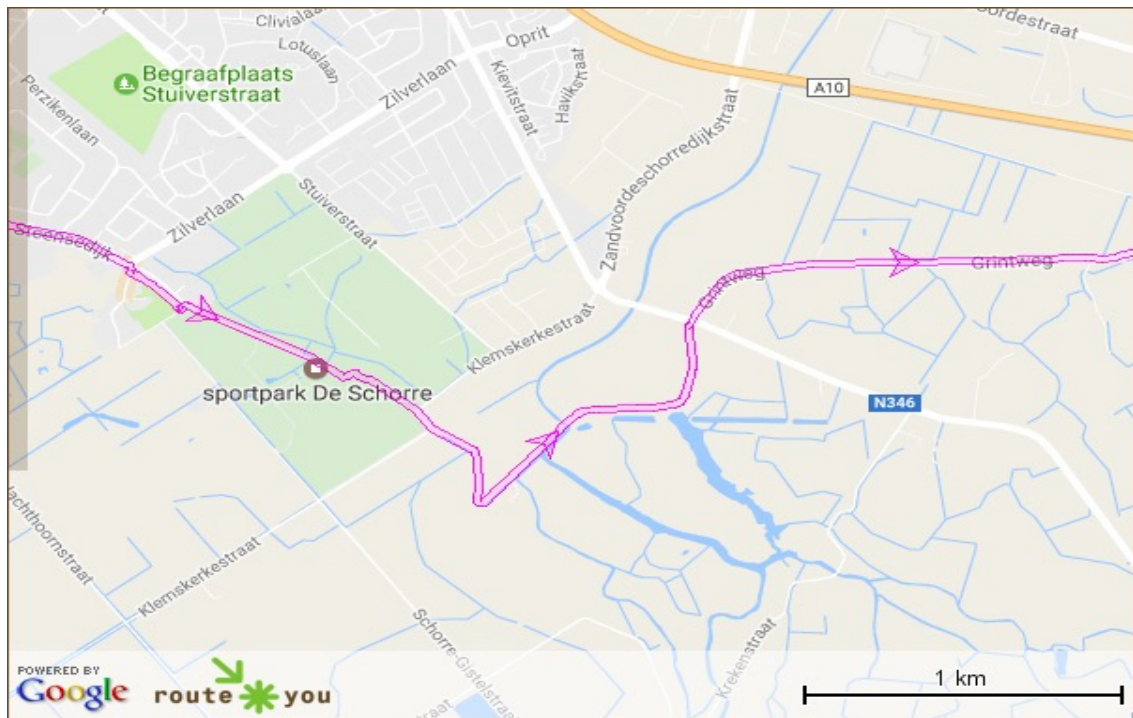 Clivialaan
Lotuslaan
Oprit
Begraafplaats
Stuiverstraat
Perzikenlaan
Zilverlaan
Kievitstraat
Havikstraat
A10
Zandvoordeschorredijkstraat
Stuiverstraat
Zilverlaan
Steensedijk
Grintweg
Grintweg
Klemskerkestraat
sportpark De Schorre
N346
Klemskerkestraat
Schorre-Gistelstraat
Krekenstraat
POWERED BY
Google
route you
1 km